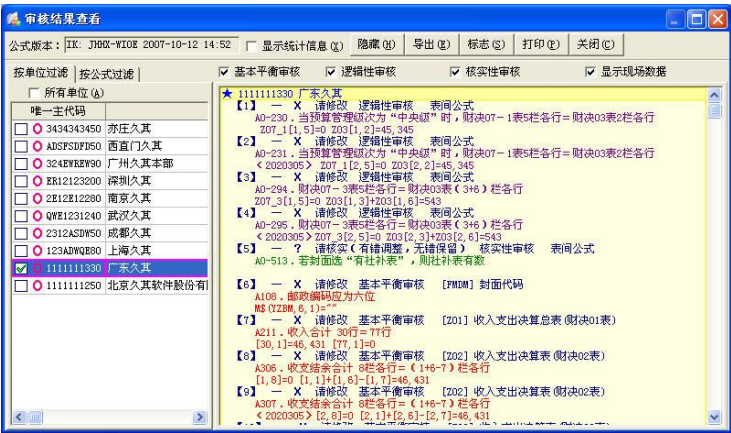 审核结果查看
公式版本: IK: JHHX-WIOE 2007-10-12 14:52 显示统计信息(X) 隐藏(H) 导出(E) 标志(S) 打印(P) 关闭(C)
按单位过滤 按公式过滤 基本平衡审核 逻辑性审核 核实性审核 显示现场数据
所有单位(A)
唯一主代码
3434343450 亦庄久其
ADSFSDFD50 西直门久其
324EWREW90 广州久其本部
ER12123200 深圳久其
2E12E12280 南京久其
QWE1231240 武汉久其
2312ASDW50 成都久其
123ADWQE80 上海久其
1111111330 广东久其
1111111250 北京久其软件股份有
★ 1111111330 广东久其
【1】 — X 请修改 逻辑性审核 表间公式
A0-230. 当预算管理级次为“中央级”时,财决07-1表5栏各行=财决03表2栏各行
Z07_1[1,5]=0 Z03[1,2]=45,345
【2】 — X 请修改 逻辑性审核 表间公式
A0-231. 当预算管理级次为“中央级”时,财决07-1表5栏各行=财决03表2栏各行
<2020305> Z07_1[2,5]=0 Z03[2,2]=45,345
【3】 — X 请修改 逻辑性审核 表间公式
A0-294. 财决07-3表5栏各行=财决03表(3+6)栏各行
Z07_3[1,5]=0 Z03[1,3]+Z03[1,6]=543
【4】 — X 请修改 逻辑性审核 表间公式
A0-295. 财决07-3表5栏各行=财决03表(3+6)栏各行
<2020305> Z07_3[2,5]=0 Z03[2,3]+Z03[2,6]=543
【5】 — ? 请核实(有错调整,无错保留) 核实性审核 表间公式
A0-513. 若封面选“有社补表”,则社补表有数
【6】 — X 请修改 基本平衡审核 [FMDM] 封面代码
A108. 邮政编码应为六位
M$(YZBM,6,1)=""
【7】 — X 请修改 基本平衡审核 [Z01] 收入支出决算总表(财决01表)
A211. 收入合计 30行=77行
[30,1]=46,431 [77,1]=0
【8】 — X 请修改 基本平衡审核 [Z02] 收入支出决算表(财决02表)
A306. 收支结余合计 8栏各行=(1+6-7)栏各行
[1,8]=0 [1,1]+[1,6]-[1,7]=46,431
【9】 — X 请修改 基本平衡审核 [Z02] 收入支出决算表(财决02表)
A307. 收支结余合计 8栏各行=(1+6-7)栏各行
<2020305> [2,8]=0 [2,1]+[2,6]-[2,7]=46,431